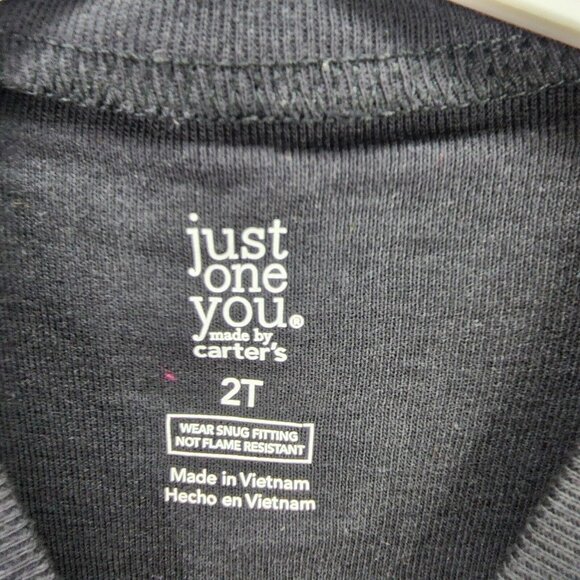 just
one
you®
made by
carter's
2T
WEAR SNUG FITTING
NOT FLAME RESISTANT
Made in Vietnam
Hecho en Vietnam